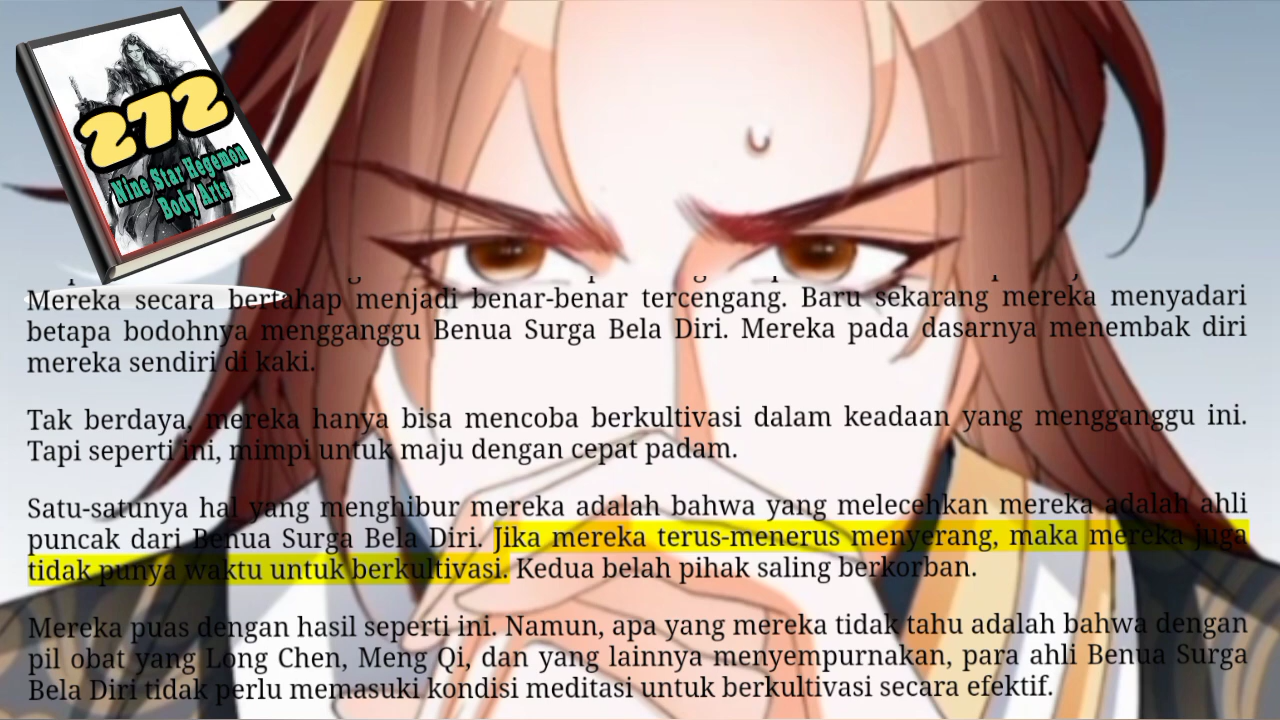 272
Nine Star Hegemon
Body Arts
Mereka secara bertahap menjadi benar-benar tercengang. Baru sekarang mereka menyadari
betapa bodohnya mengganggu Benua Surga Bela Diri. Mereka pada dasarnya menembak diri
mereka sendiri di kaki.
Tak berdaya, mereka hanya bisa mencoba berkultivasi dalam keadaan yang mengganggu ini.
Tapi seperti ini, mimpi untuk maju dengan cepat padam.
Satu-satunya hal yang menghibur mereka adalah bahwa yang melecehkan mereka adalah ahli
puncak dari Benua Surga Bela Diri. Jika mereka terus-menerus menyerang, maka mereka juga
tidak punya waktu untuk berkultivasi. Kedua belah pihak saling berkorban.
Mereka puas dengan hasil seperti ini. Namun, apa yang mereka tidak tahu adalah bahwa dengan
pil obat yang Long Chen, Meng Qi, dan yang lainnya menyempurnakan, para ahli Benua Surga
Bela Diri tidak perlu memasuki kondisi meditasi untuk berkultivasi secara efektif.